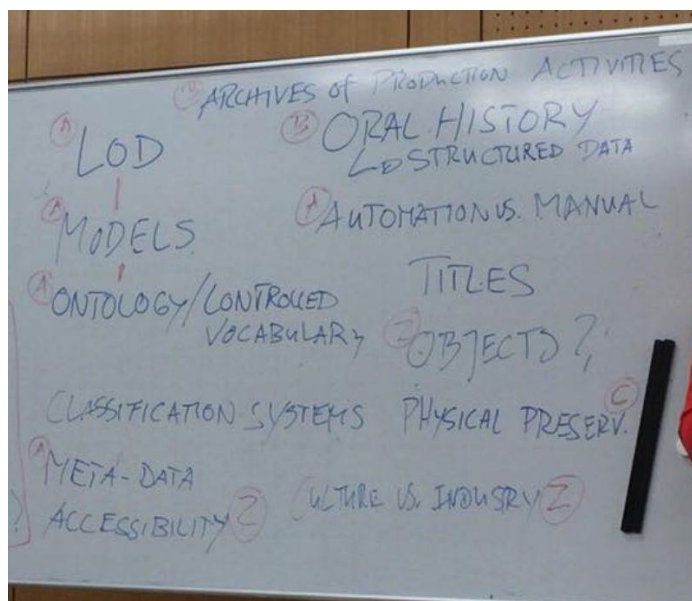 B ARCHIVES of PRODUCTION ACTIVITIES
A LOD
B ORAL HISTORY
↳ STRUCTURED DATA
A MODELS
A AUTOMATION VS. MANUAL
A ONTOLOGY/CONTROLLED
VOCABULARY
TITLES
Z OBJECTS?
CLASSIFICATION SYSTEMS
PHYSICAL PRESERV. C
A META-DATA
ACCESSIBILITY Z
CULTURE VS. INDUSTRY Z
?